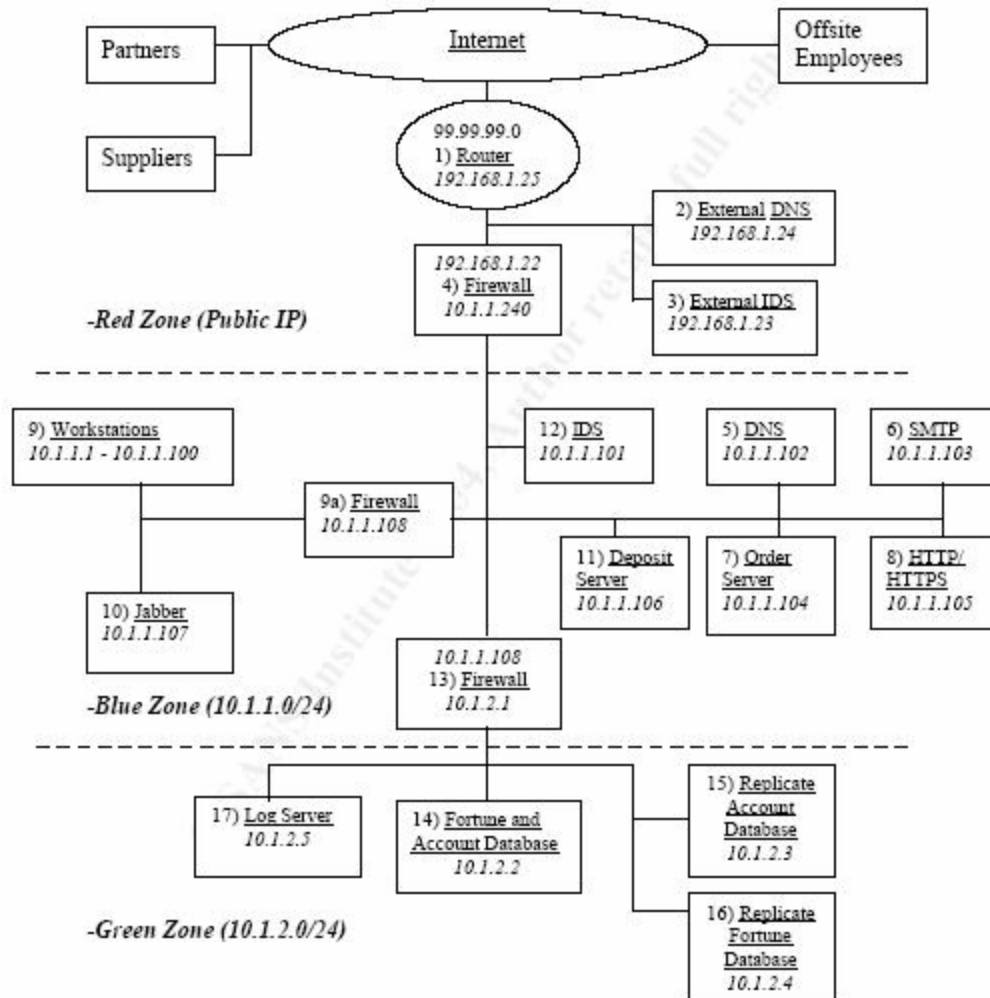 Partners
Internet
Offsite
Employees
Suppliers
99.99.99.0
1) Router
192.168.1.25
2) External DNS
192.168.1.24
192.168.1.22
4) Firewall
10.1.1.240
3) External IDS
192.168.1.23
-Red Zone (Public IP)
9) Workstations
10.1.1.1 - 10.1.1.100
12) IDS
10.1.1.101
5) DNS
10.1.1.102
6) SMTP
10.1.1.103
9a) Firewall
10.1.1.108
11) Deposit
Server
10.1.1.106
7) Order
Server
10.1.1.104
8) HTTP/
HTTPS
10.1.1.105
10) Jabber
10.1.1.107
10.1.1.108
13) Firewall
10.1.2.1
-Blue Zone (10.1.1.0/24)
17) Log Server
10.1.2.5
14) Fortune and
Account Database
10.1.2.2
15) Replicate
Account
Database
10.1.2.3
16) Replicate
Fortune
Database
10.1.2.4
-Green Zone (10.1.2.0/24)
Institute
Author retai
full rig